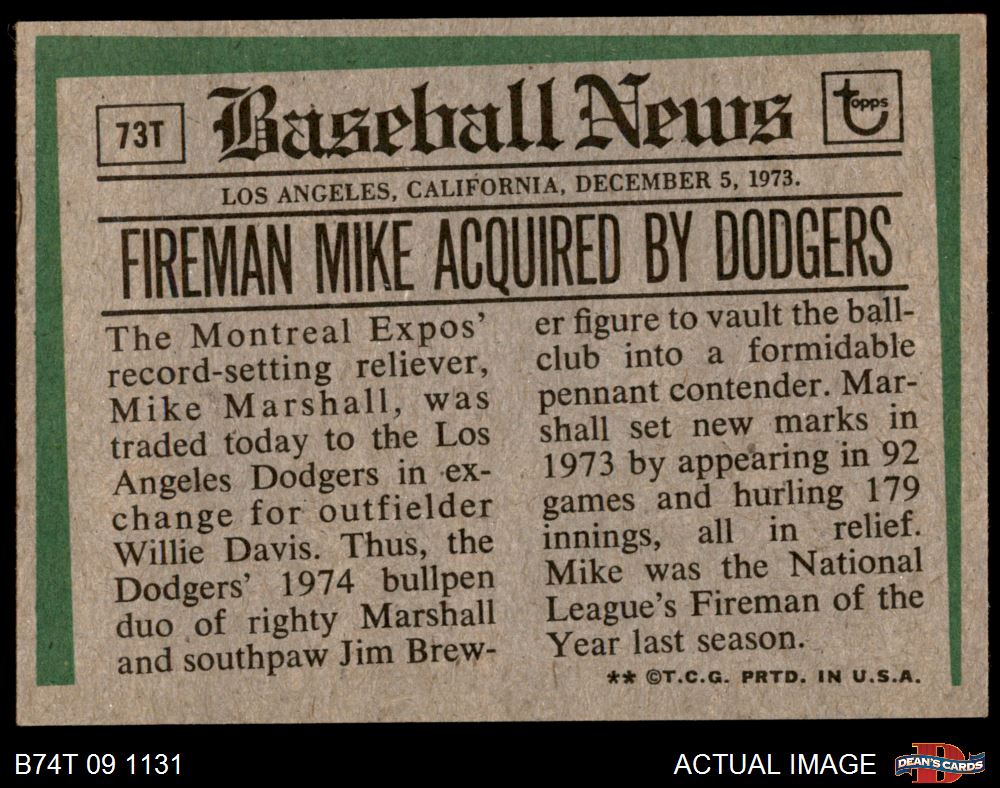 73T
Baseball News
Topps
LOS ANGELES, CALIFORNIA, DECEMBER 5, 1973.
FIREMAN MIKE ACQUIRED BY DODGERS
The Montreal Expos'
record-setting reliever,
Mike Marshall, was
traded today to the Los
Angeles Dodgers in ex-
change for outfielder
Willie Davis. Thus, the
Dodgers' 1974 bullpen
duo of righty Marshall
and southpaw Jim Brew-
er figure to vault the ball-
club into a formidable
pennant contender. Mar-
shall set new marks in
1973 by appearing in 92
games and hurling 179
innings, all in relief.
Mike was the National
League's Fireman of the
Year last season.
** ©T.C.G. PRTD. IN U.S.A.
B74T 09 1131
ACTUAL IMAGE
DEAN'S CARDS